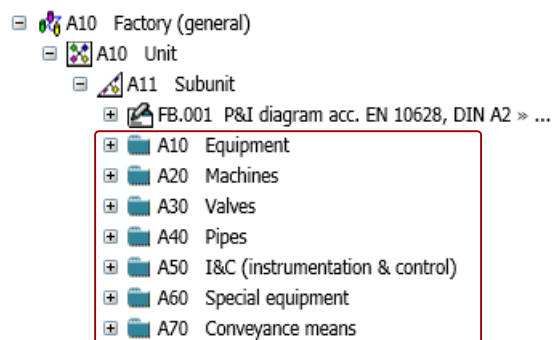 A10 Factory (general)
A10 Unit
A11 Subunit
FB.001 P&I diagram acc. EN 10628, DIN A2 » ...
A10 Equipment
A20 Machines
A30 Valves
A40 Pipes
A50 I&C (instrumentation & control)
A60 Special equipment
A70 Conveyance means